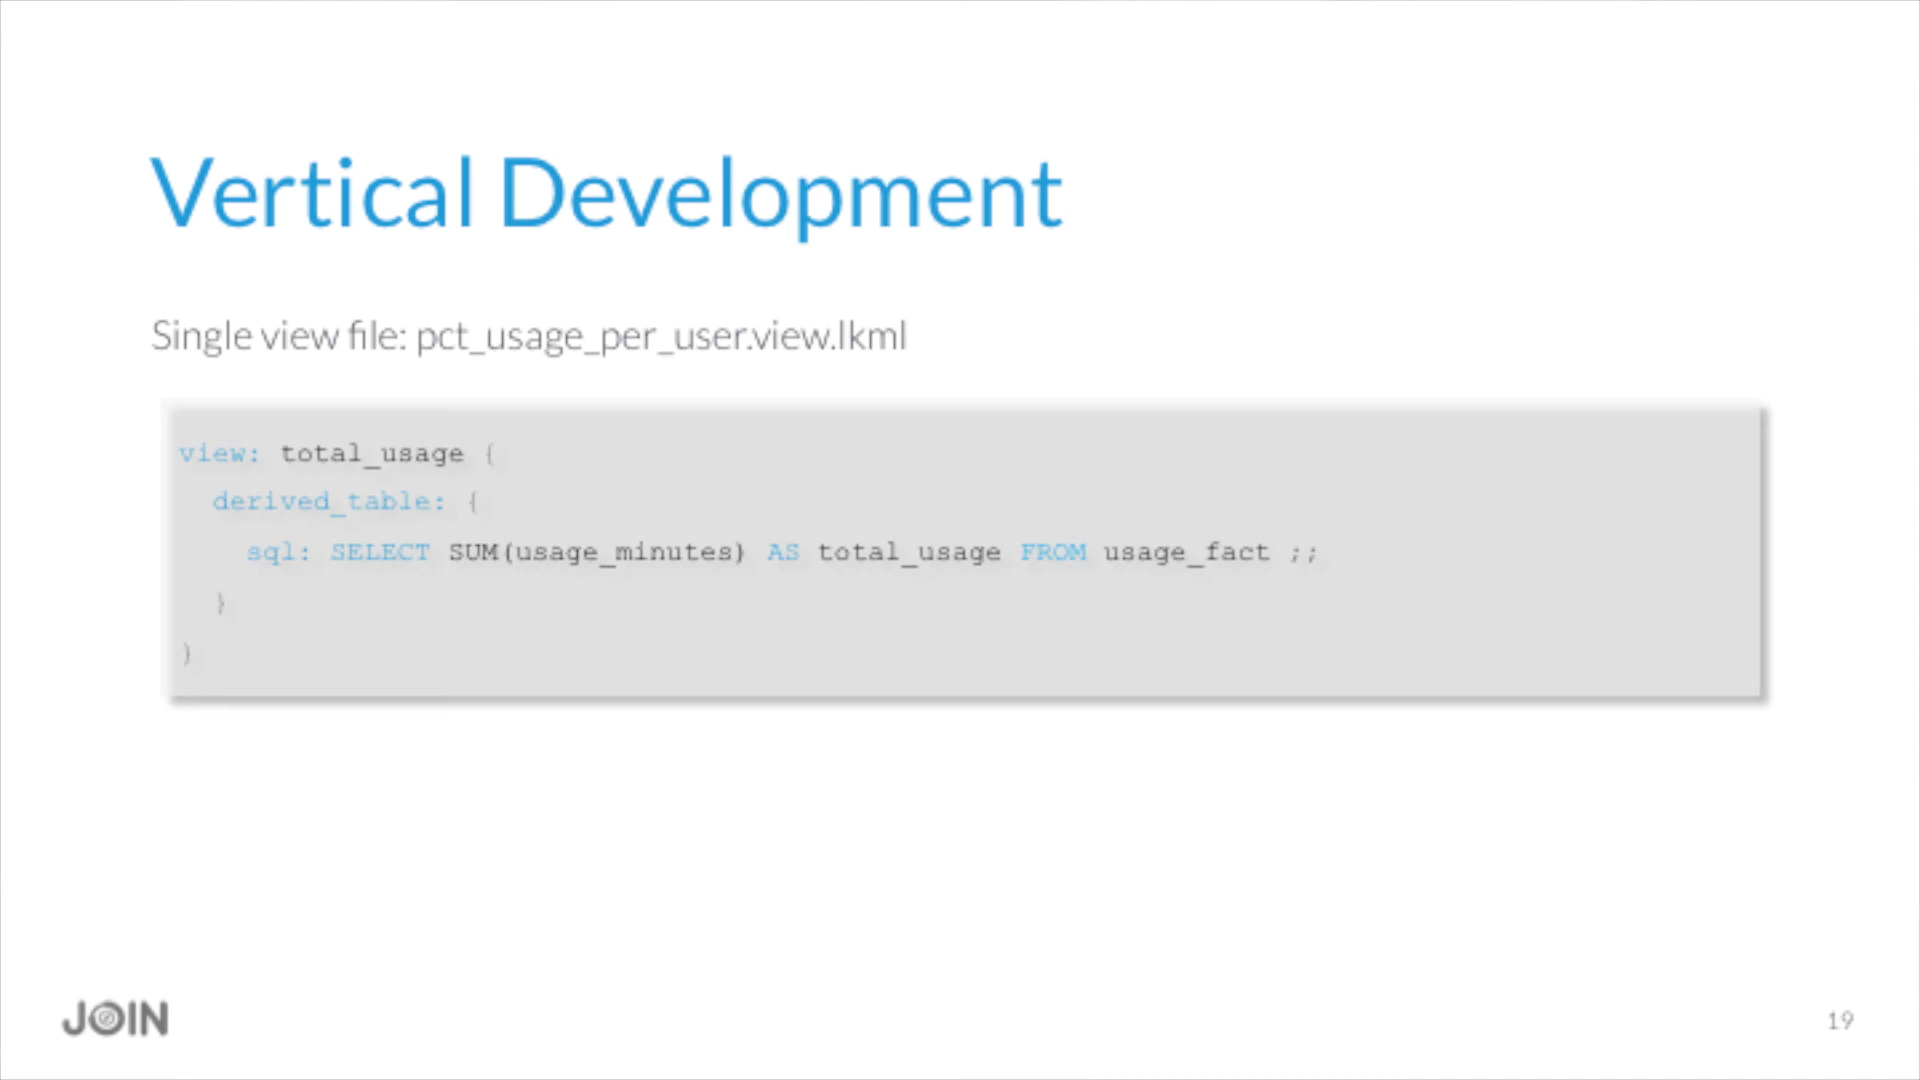 Vertical Development
Single view file: pct_usage_per_user.view.lkml
view: total_usage {
derived_table: {
sql: SELECT SUM(usage_minutes) AS total_usage FROM usage_fact ;;
}
}
JOIN
19